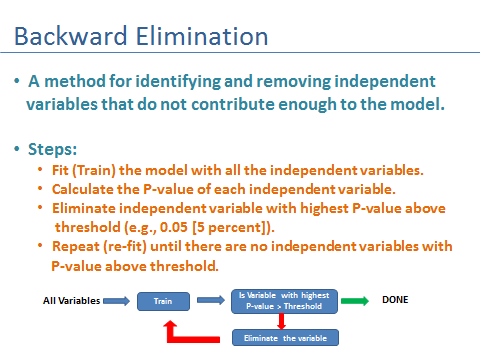 Backward Elimination
• A method for identifying and removing independent
variables that do not contribute enough to the model.
• Steps:
• Fit (Train) the model with all the independent variables.
• Calculate the P-value of each independent variable.
• Eliminate independent variable with highest P-value above
threshold (e.g., 0.05 [5 percent]).
• Repeat (re-fit) until there are no independent variables with
P-value above threshold.
All Variables
Train
Is Variable with highest
P-value > Threshold
DONE
Eliminate the variable